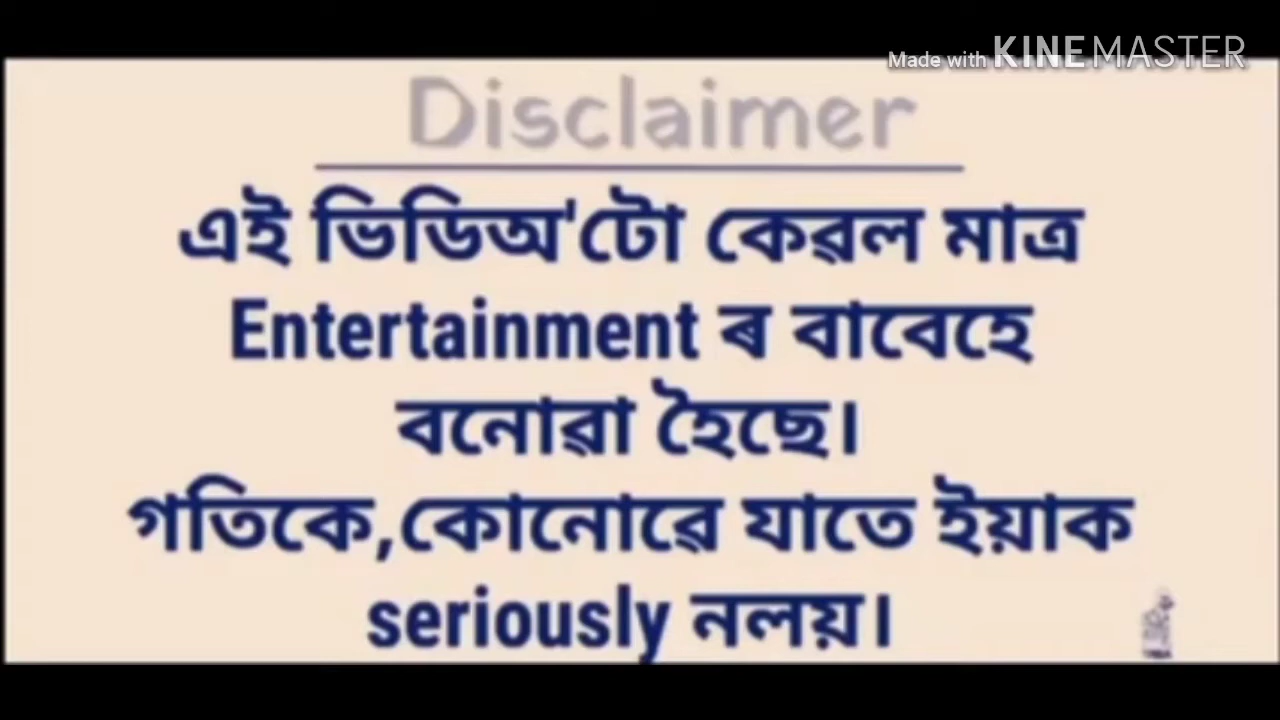 Made with KINEMASTER
Disclaimer
এই ভিডিঅ'টো কেৱল মাত্ৰ
Entertainment ৰ বাবেহে
বনোৱা হৈছে।
গতিকে,কোনোৱে যাতে ইয়াক
seriously নলয়।